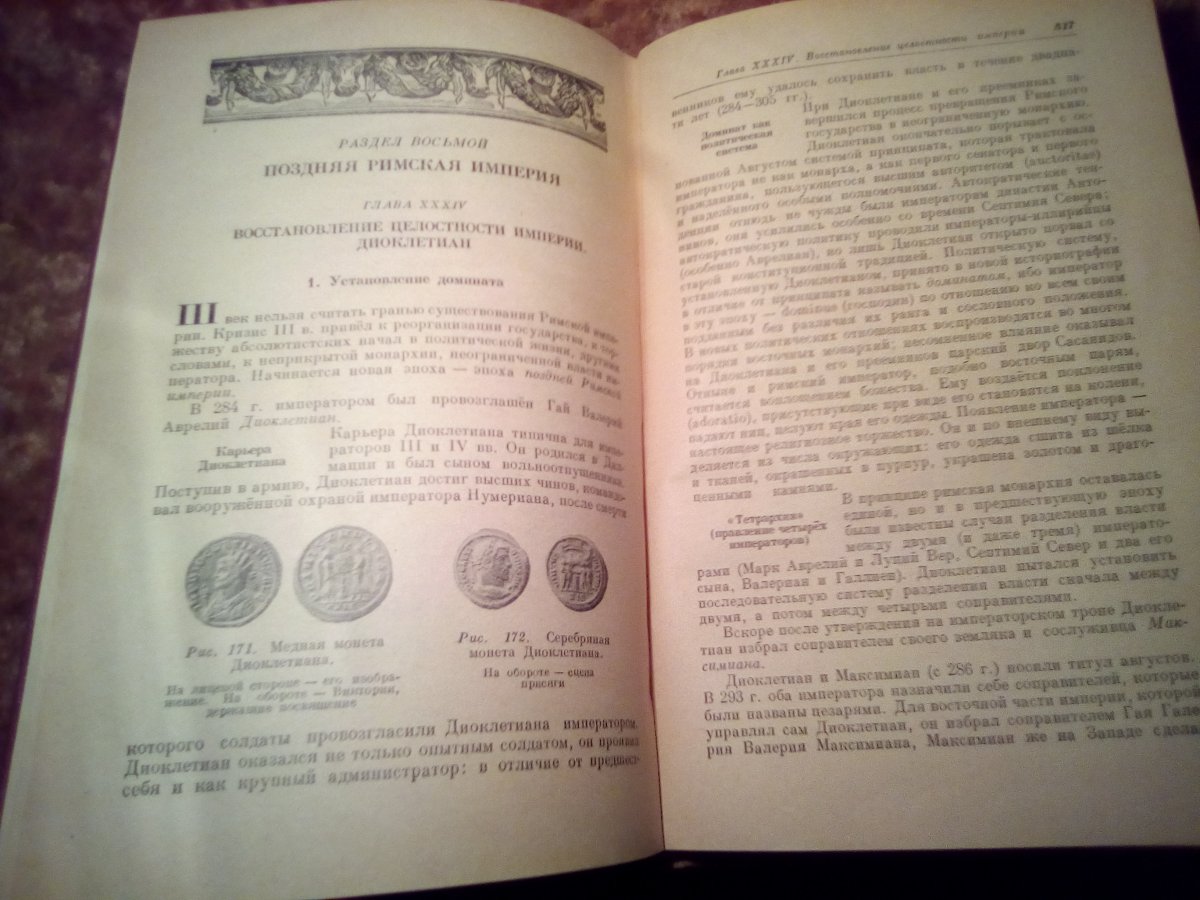 РАЗДЕЛ ВОСЬМОЙ
ПОЗДНЯЯ РИМСКАЯ ИМПЕРИЯ
ГЛАВА XXXIV
ВОССТАНОВЛЕНИЕ ЦЕЛОСТНОСТИ ИМПЕРИИ.
ДИОКЛЕТИАН
1. Установление домината
III век нельзя считать гранью существования Римской импе-
рии. Кризис III в. привёл к реорганизации государства, к тор-
жеству абсолютистских начал в политической жизни, другими
словами, к неприкрытой монархии, неограниченной власти им-
ператора. Начинается новая эпоха — эпоха поздней Римской
империи.
В 284 г. императором был провозглашён Гай Валерий
Аврелий Диоклетиан.
Карьера
Диоклетиана
Карьера Диоклетиана типична для импе-
раторов III и IV вв. Он родился в Дал-
мации и был сыном вольноотпущенника.
Поступив в армию, Диоклетиан достиг высших чинов, командо-
вал вооружённой охраной императора Нумериана, после смерти
Рис. 171. Медная монета
Диоклетиана.
На лицевой стороне — его изобра-
жение. На обороте — Виктории,
держащие посвящение
Рис. 172. Серебряная
монета Диоклетиана.
На обороте — сцена
присяги
которого солдаты провозгласили Диоклетиана императором.
Диоклетиан оказался не только опытным солдатом, он проявил
себя и как крупный администратор: в отличие от предшест-
Глава XXXIV. Восстановление целостности империи
517
венников ему удалось сохранить власть в течение двадца-
ти лет (284—305 гг.).
Доминат как
политическая
система
При Диоклетиане и его преемниках за-
вершился процесс превращения Римского
государства в неограниченную монархию.
Диоклетиан окончательно порывает с ос-
нованной Августом системой принципата, которая трактовала
императора не как монарха, а как первого сенатора и первого
гражданина, пользующегося высшим авторитетом (auctoritas)
и наделённого особыми полномочиями. Автократические тен-
денции отнюдь не чужды были императорам династии Анто-
нинов, они усилились особенно со времени Септимия Севера;
автократическую политику проводили императоры-иллирийцы
(особенно Аврелиан), но лишь Диоклетиан открыто порвал со
старой конституционной традицией. Политическую систему,
установленную Диоклетианом, принято в новой историографии
в отличие от принципата называть доминатом, ибо император
в эту эпоху — dominus (господин) по отношению ко всем своим
подданным без различия их ранга и сословного положения.
В новых политических отношениях воспроизводятся во многом
порядки восточных монархий; несомненное влияние оказывал
на Диоклетиана и его преемников царский двор Сасанидов.
Отныне и римский император, подобно восточным царям,
считается воплощением божества. Ему воздаётся поклонение
(adoratio), присутствующие при виде его становятся на колени,
падают ниц, целуют края его одежды. Появление императора —
настоящее религиозное торжество. Он и по внешнему виду вы-
деляется из числа окружающих: его одежда сшита из шёлка
и тканей, окрашенных в пурпур, украшена золотом и драго-
ценными камнями.
«Тетрархия»
(правление четырёх
императоров)
В принципе римская монархия оставалась
единой, но и в предшествующую эпоху
были известны случаи разделения власти
между двумя (и даже тремя) императо-
рами (Марк Аврелий и Луций Вер, Септимий Север и два его
сына, Валериан и Галлиен). Диоклетиан пытался установить
последовательную систему разделения власти сначала между
двумя, а потом между четырьмя соправителями.
Вскоре после утверждения на императорском троне Диокле-
тиан избрал соправителем своего земляка и сослуживца Мак-
симиана.
Диоклетиан и Максимиан (с 286 г.) носили титул августов.
В 293 г. оба императора назначили себе соправителей, которые
были названы цезарями. Для восточной части империи, которой
управлял сам Диоклетиан, он избрал соправителем Гая Гале-
рия Валерия Максимиана, Максимиан же на Западе сделал